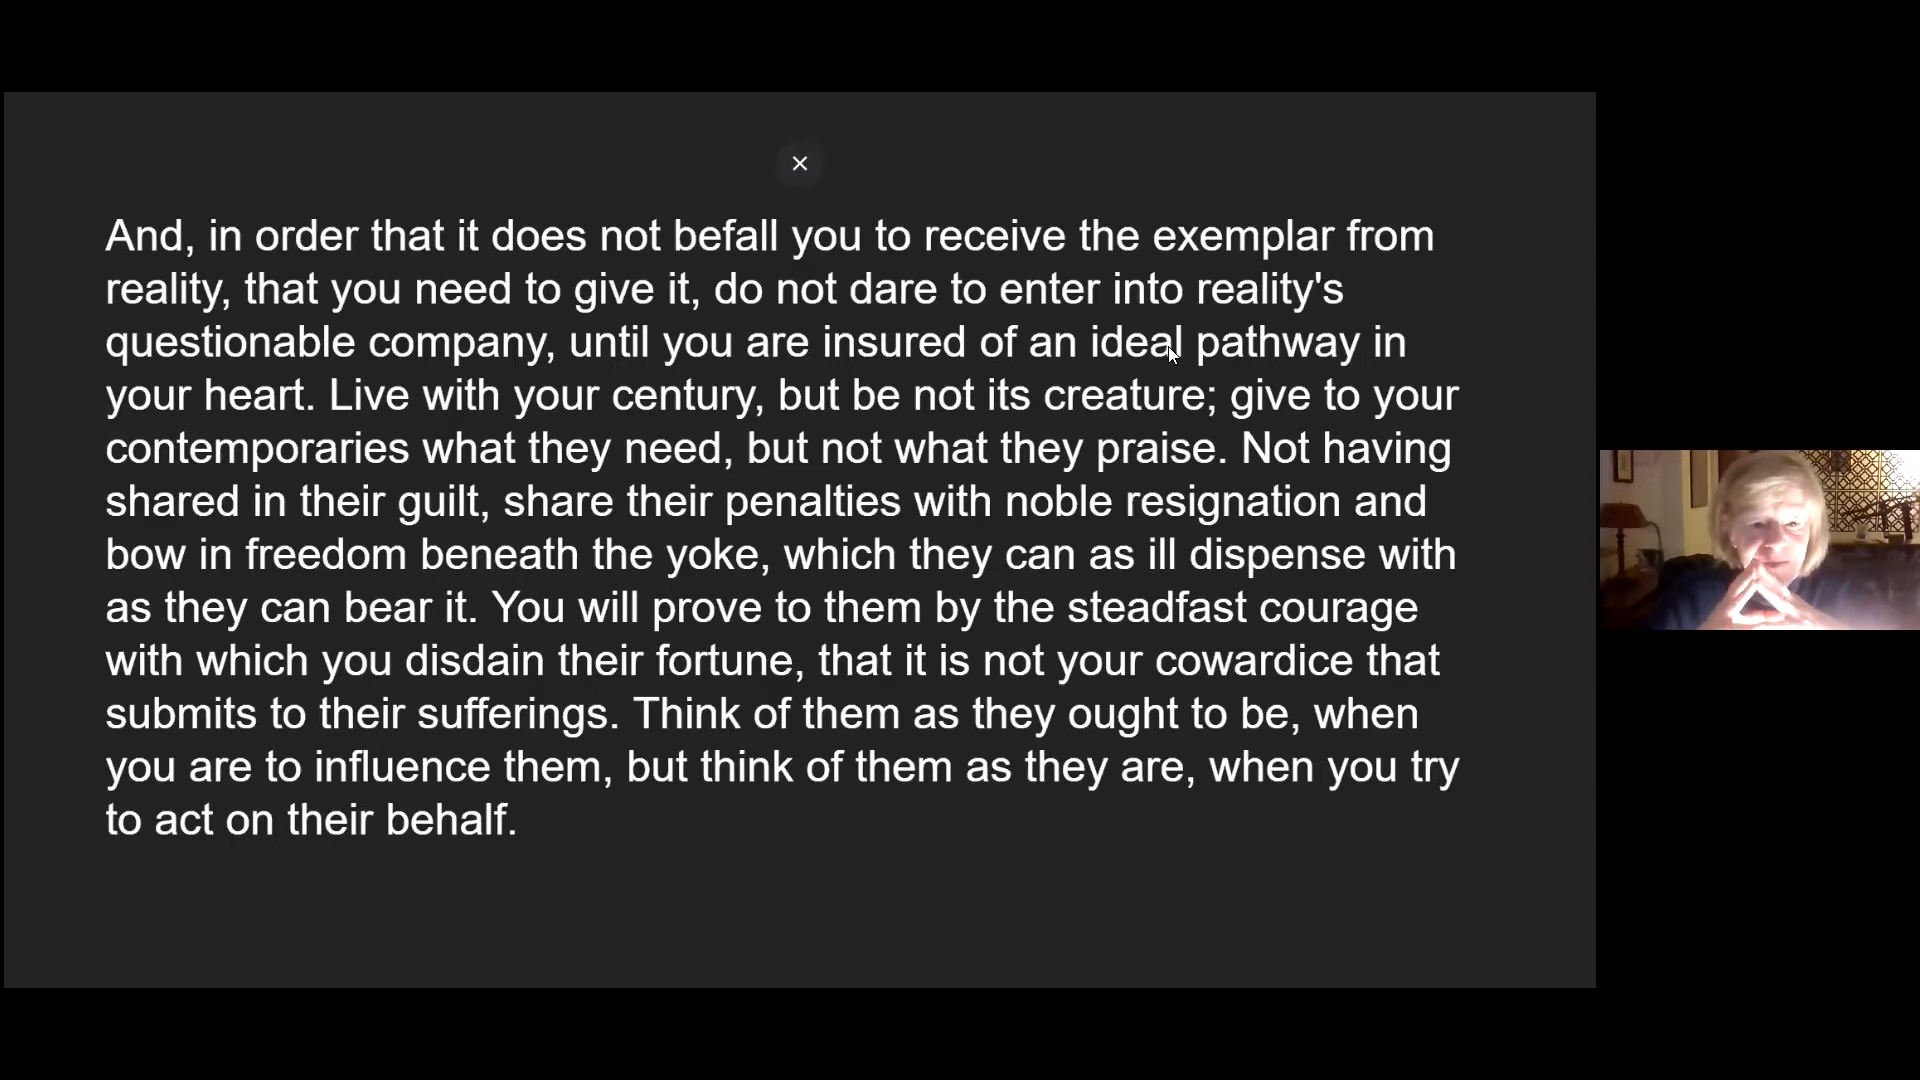 And, in order that it does not befall you to receive the exemplar from
reality, that you need to give it, do not dare to enter into reality's
questionable company, until you are insured of an ideal pathway in
your heart. Live with your century, but be not its creature; give to your
contemporaries what they need, but not what they praise. Not having
shared in their guilt, share their penalties with noble resignation and
bow in freedom beneath the yoke, which they can as ill dispense with
as they can bear it. You will prove to them by the steadfast courage
with which you disdain their fortune, that it is not your cowardice that
submits to their sufferings. Think of them as they ought to be, when
you are to influence them, but think of them as they are, when you try
to act on their behalf.